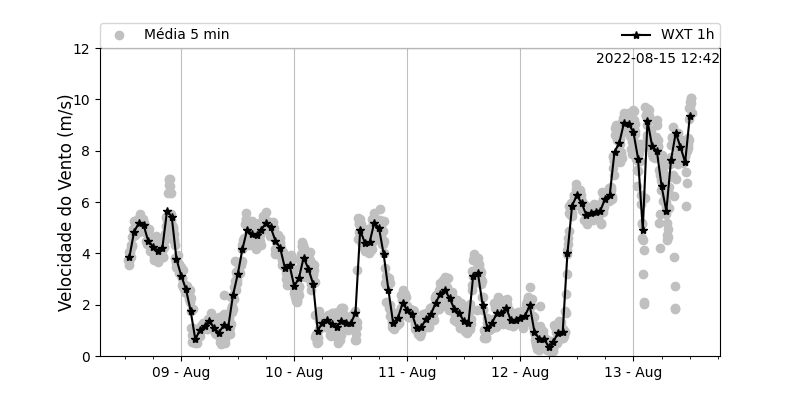 Média 5 min
WXT 1h
2022-08-15 12:42
Velocidade do Vento (m/s)
12
10
8
6
4
2
0
09 - Aug
10 - Aug
11 - Aug
12 - Aug
13 - Aug